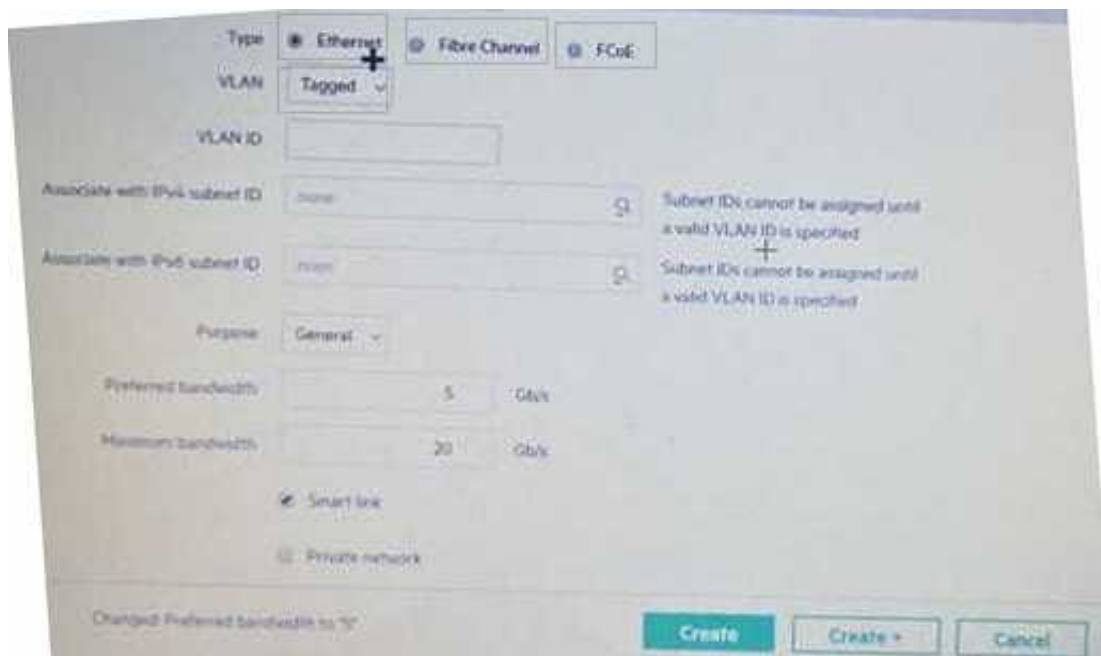 Type Ethernet Fibre Channel FCoE
VLAN Tagged
VLAN ID
Associate with IPv4 subnet ID none Subnet IDs cannot be assigned until
a valid VLAN ID is specified
Associate with IPv6 subnet ID none Subnet IDs cannot be assigned until
a valid VLAN ID is specified
Purpose General
Preferred bandwidth 5 Gb/s
Maximum bandwidth 20 Gb/s
Smart link
Private network
Changed: Preferred bandwidth to "5"
Create Create + Cancel